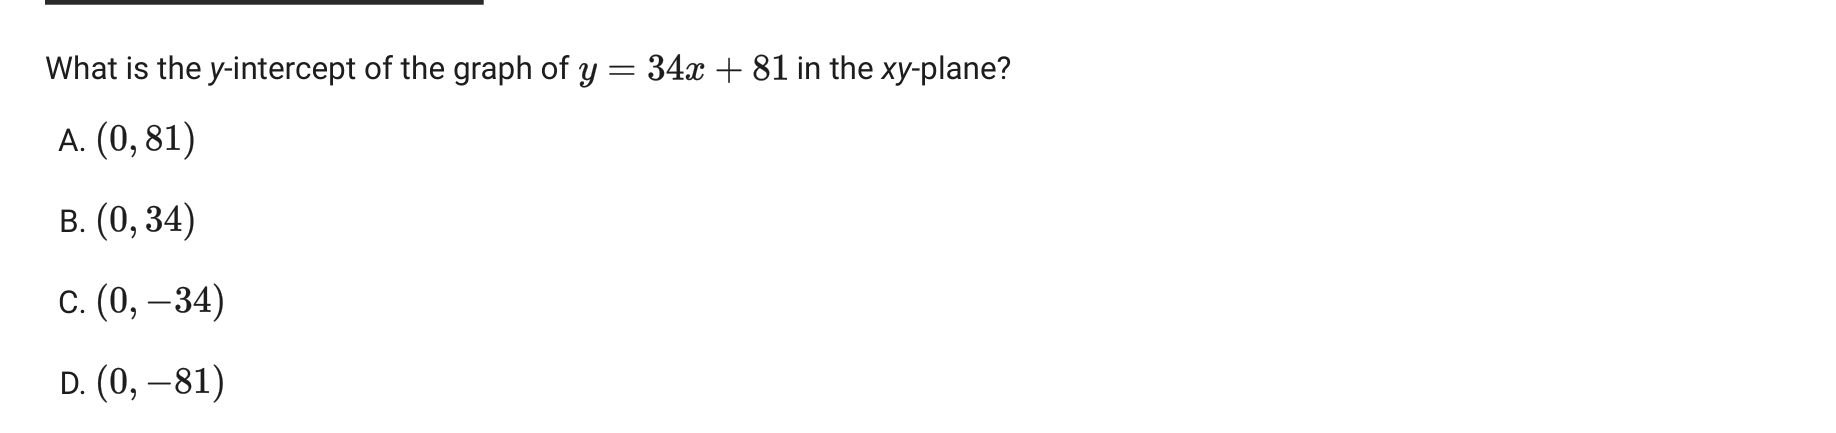 What is the y-intercept of the graph of y = 34x + 81 in the xy-plane?
A. (0, 81)
B. (0, 34)
C. (0, −34)
D. (0, −81)